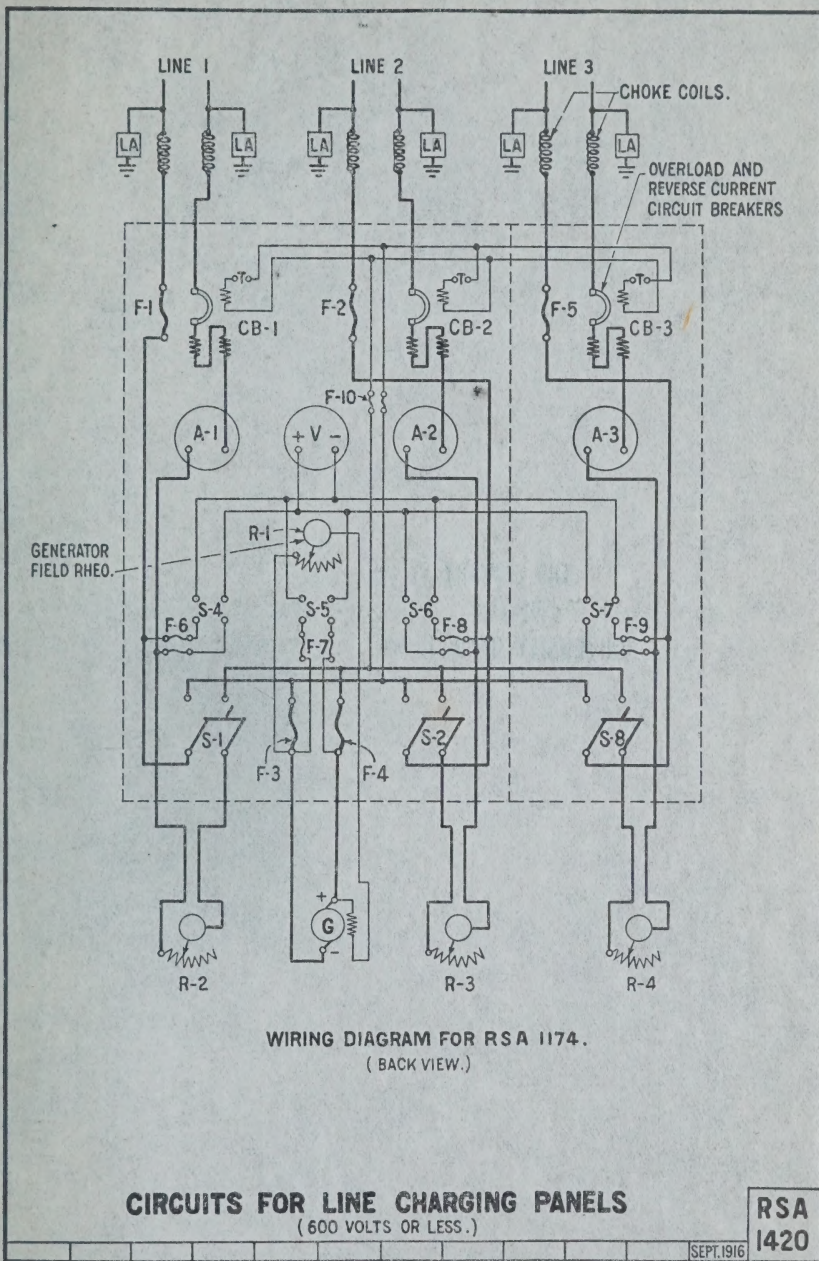 LINE 1 LINE 2 LINE 3
CHOKE COILS.
LA LA LA LA LA LA
OVERLOAD AND
REVERSE CURRENT
CIRCUIT BREAKERS
T T T
F-1 CB-1 F-2 CB-2 F-5 CB-3
F-10
A-1 + V - A-2 A-3
R-1
GENERATOR
FIELD RHEO.
S-4 S-5 S-6 S-7
F-6 F-7 F-8 F-9
S-1 S-2 S-8
F-3 F-4
+
G
-
R-2 R-3 R-4
WIRING DIAGRAM FOR RSA 1174.
( BACK VIEW.)
CIRCUITS FOR LINE CHARGING PANELS
(600 VOLTS OR LESS.)
RSA
1420
SEPT.1916